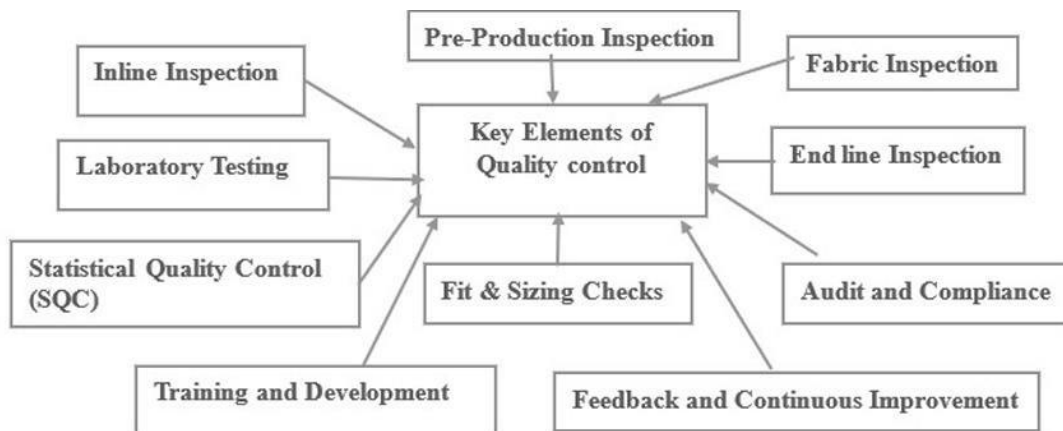 Pre-Production Inspection
Inline Inspection
Fabric Inspection
Key Elements of
Quality control
Laboratory Testing
End line Inspection
Statistical Quality Control
(SQC)
Fit & Sizing Checks
Audit and Compliance
Training and Development
Feedback and Continuous Improvement